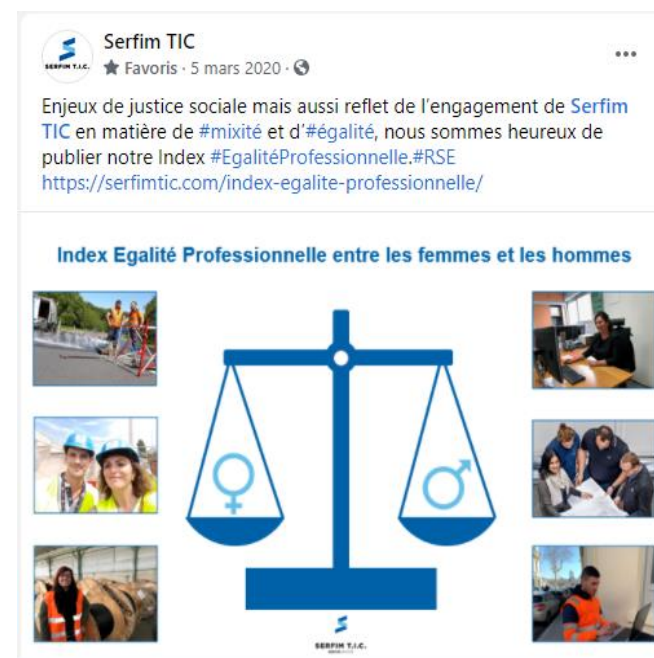 Serfim TIC
SERFIM T.I.C.
Favoris · 5 mars 2020 ·
Enjeux de justice sociale mais aussi reflet de l'engagement de Serfim
TIC en matière de #mixité et d'#égalité, nous sommes heureux de
publier notre Index #EgalitéProfessionnelle.#RSE
https://serfimtic.com/index-egalite-professionnelle/
Index Egalité Professionnelle entre les femmes et les hommes
SERFIM T.I.C.